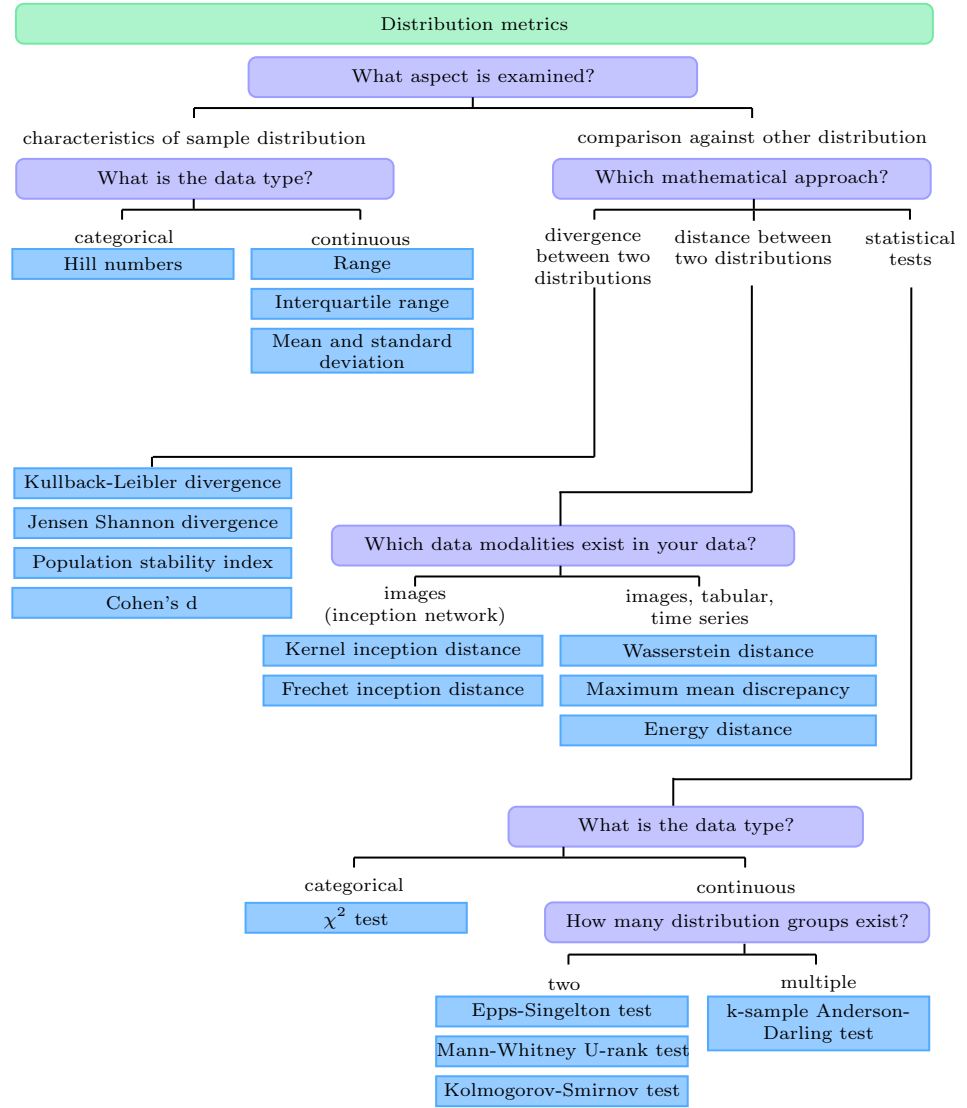 Distribution metrics
What aspect is examined?
characteristics of sample distribution
comparison against other distribution
What is the data type?
Which mathematical approach?
categorical
continuous
Hill numbers
Range
Interquartile range
Mean and standard
deviation
divergence
between two
distributions
distance between
two distributions
statistical
tests
Kullback-Leibler divergence
Jensen Shannon divergence
Population stability index
Cohen's d
Which data modalities exist in your data?
images
(inception network)
images, tabular,
time series
Kernel inception distance
Frechet inception distance
Wasserstein distance
Maximum mean discrepancy
Energy distance
What is the data type?
categorical
continuous
χ² test
How many distribution groups exist?
two
multiple
Epps-Singelton test
Mann-Whitney U-rank test
Kolmogorov-Smirnov test
k-sample Anderson-
Darling test